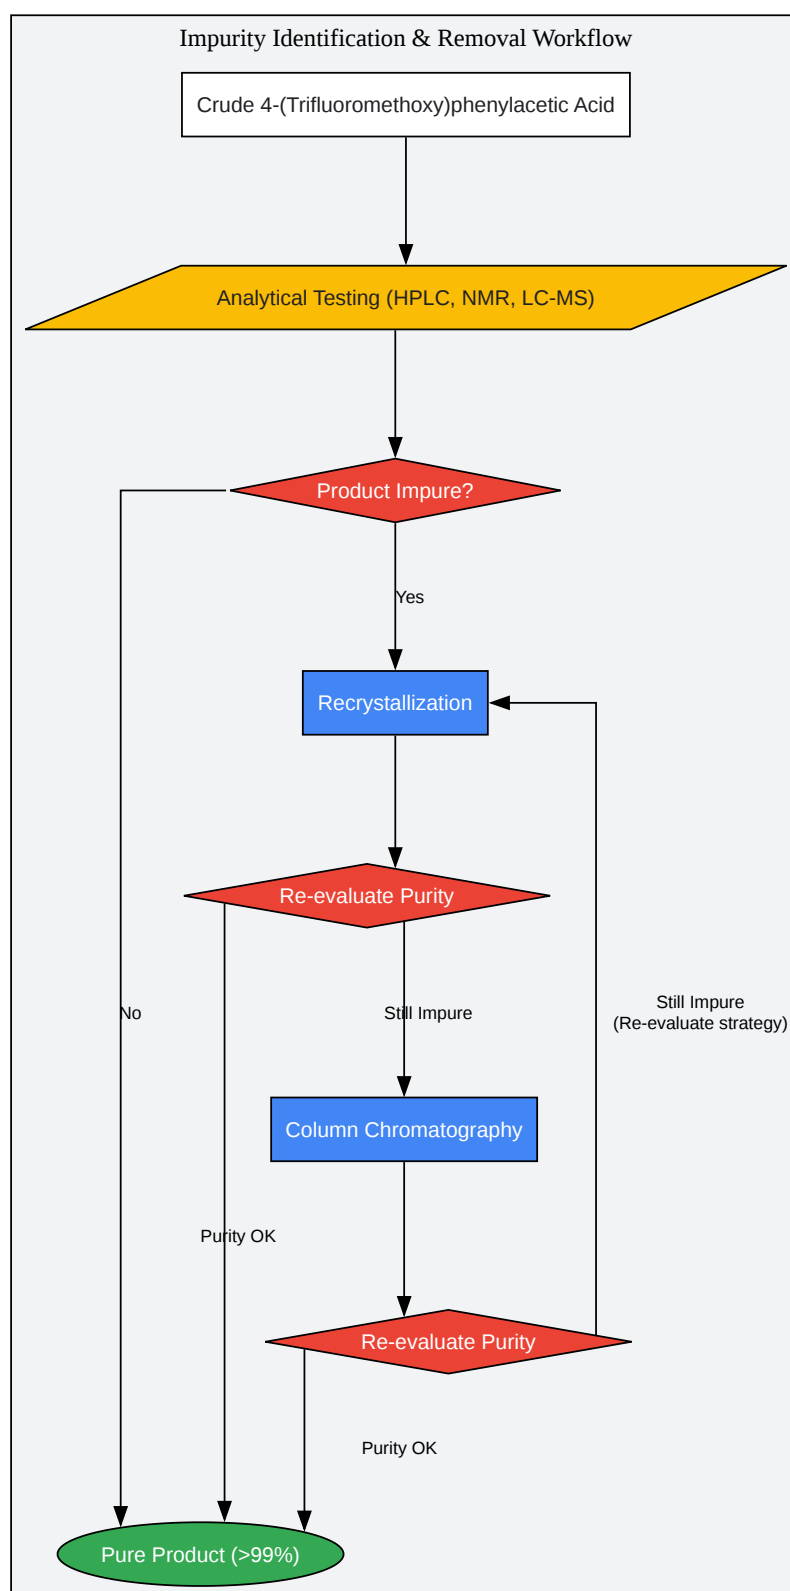 Impurity Identification & Removal Workflow
Crude 4-(Trifluoromethoxy)phenylacetic Acid
Analytical Testing (HPLC, NMR, LC-MS)
Product Impure?
Yes
Recrystallization
Re-evaluate Purity
No
Still Impure
Still Impure
(Re-evaluate strategy)
Column Chromatography
Purity OK
Re-evaluate Purity
Purity OK
Pure Product (>99%)